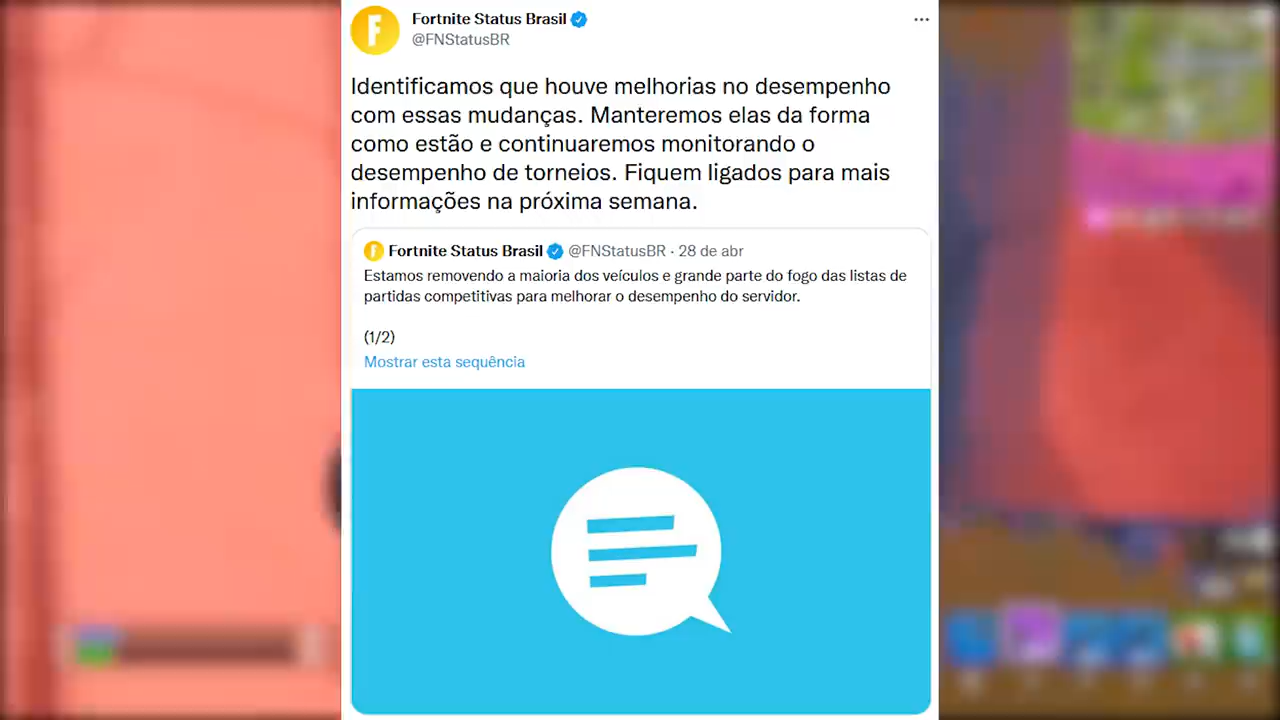 Fortnite Status Brasil
@FNStatusBR
Identificamos que houve melhorias no desempenho
com essas mudanças. Manteremos elas da forma
como estão e continuaremos monitorando o
desempenho de torneios. Fiquem ligados para mais
informações na próxima semana.
Fortnite Status Brasil @FNStatusBR · 28 de abr
Estamos removendo a maioria dos veículos e grande parte do fogo das listas de
partidas competitivas para melhorar o desempenho do servidor.
(1/2)
Mostrar esta sequência